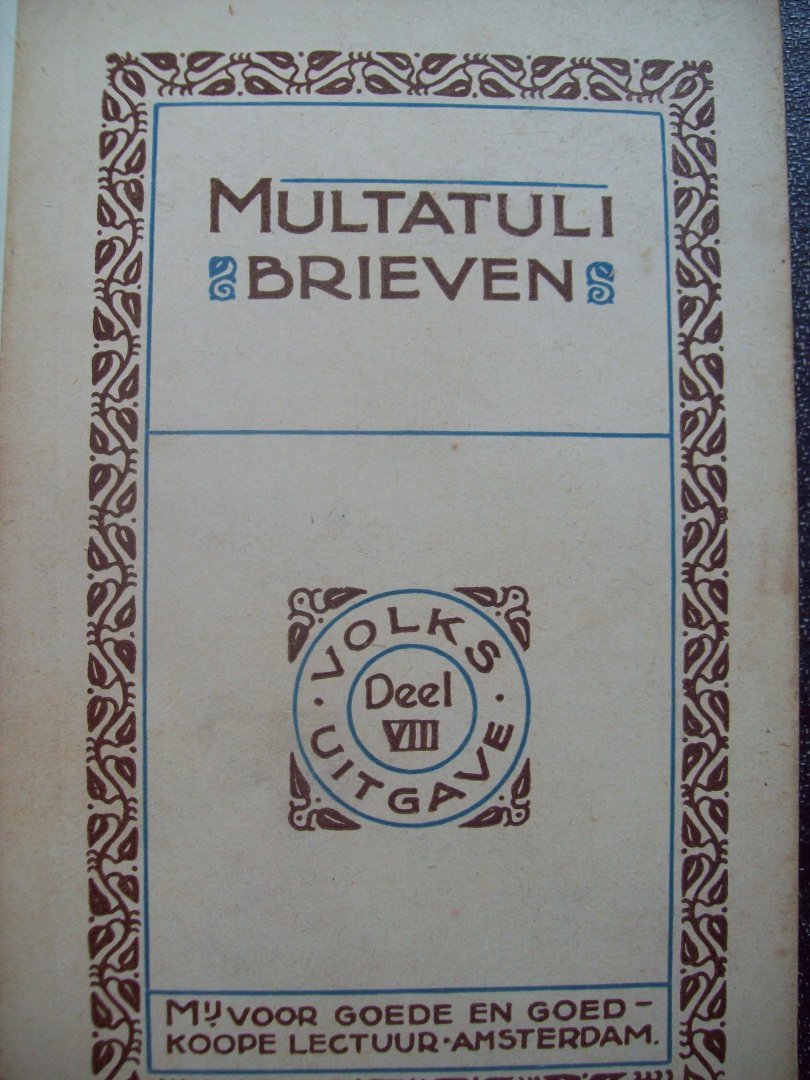 MULTATULI
BRIEVEN
· VOLKS ·
UITGAVE
Deel
VIII
Mij VOOR GOEDE EN GOED-
KOOPE LECTUUR · AMSTERDAM.